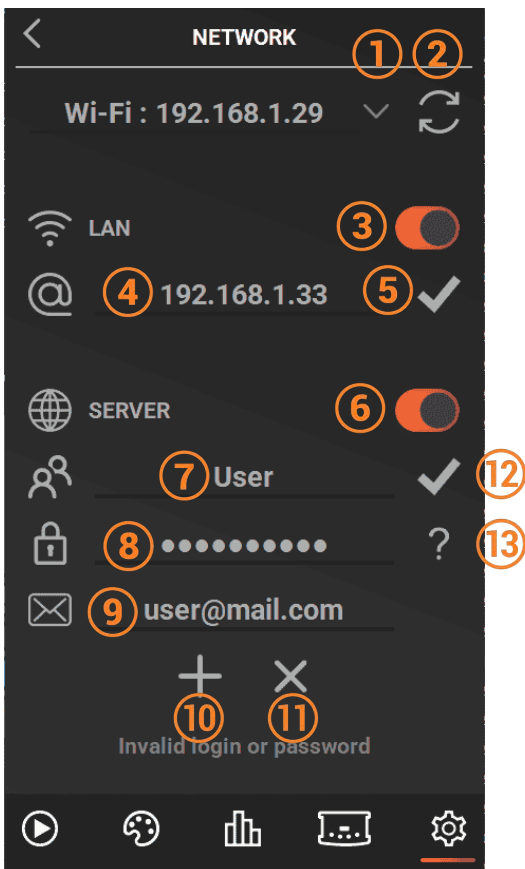 NETWORK
1 2
Wi-Fi : 192.168.1.29
LAN 3
4 192.168.1.33 5
SERVER 6
7 User 12
8 ●●●●●●●●●● ? 13
9 user@mail.com
10 11
Invalid login or password